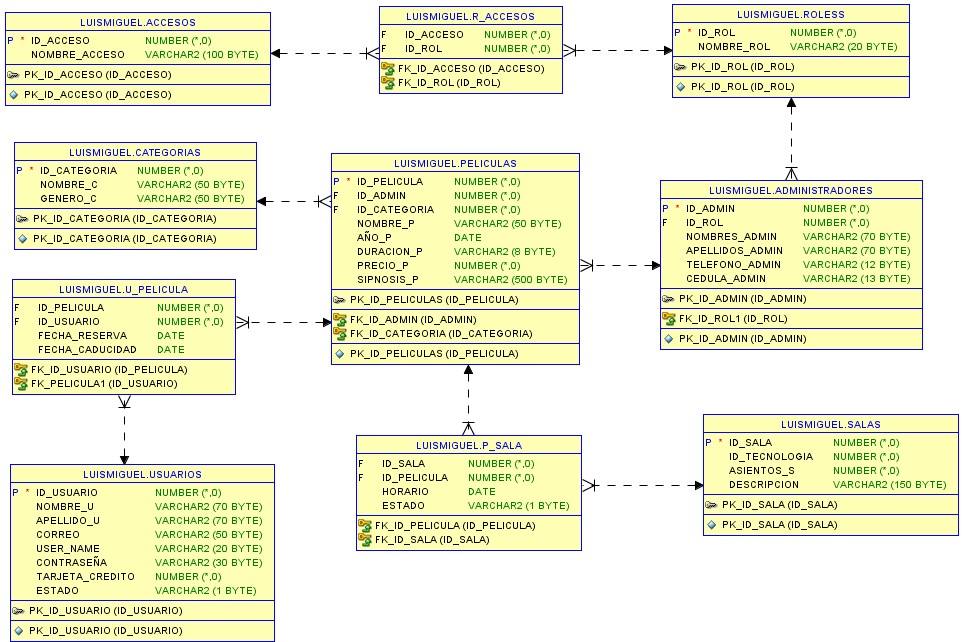 LUISMIGUEL.ACCESOS
P * ID_ACCESO NUMBER (*,0)
NOMBRE_ACCESO VARCHAR2 (100 BYTE)
PK_ID_ACCESO (ID_ACCESO)
PK_ID_ACCESO (ID_ACCESO)
LUISMIGUEL.R_ACCESOS
F ID_ACCESO NUMBER (*,0)
F ID_ROL NUMBER (*,0)
FK_ID_ACCESO (ID_ACCESO)
FK_ID_ROL (ID_ROL)
LUISMIGUEL.ROLESS
P * ID_ROL NUMBER (*,0)
NOMBRE_ROL VARCHAR2 (20 BYTE)
PK_ID_ROL (ID_ROL)
PK_ID_ROL (ID_ROL)
LUISMIGUEL.CATEGORIAS
P * ID_CATEGORIA NUMBER (*,0)
NOMBRE_C VARCHAR2 (50 BYTE)
GENERO_C VARCHAR2 (50 BYTE)
PK_ID_CATEGORIA (ID_CATEGORIA)
PK_ID_CATEGORIA (ID_CATEGORIA)
LUISMIGUEL.PELICULAS
P * ID_PELICULA NUMBER (*,0)
F ID_ADMIN NUMBER (*,0)
F ID_CATEGORIA NUMBER (*,0)
NOMBRE_P VARCHAR2 (50 BYTE)
AÑO_P DATE
DURACION_P VARCHAR2 (8 BYTE)
PRECIO_P NUMBER (*,0)
SIPNOSIS_P VARCHAR2 (500 BYTE)
PK_ID_PELICULAS (ID_PELICULA)
FK_ID_ADMIN (ID_ADMIN)
FK_ID_CATEGORIA (ID_CATEGORIA)
PK_ID_PELICULAS (ID_PELICULA)
LUISMIGUEL.ADMINISTRADORES
P * ID_ADMIN NUMBER (*,0)
F ID_ROL NUMBER (*,0)
NOMBRES_ADMIN VARCHAR2 (70 BYTE)
APELLIDOS_ADMIN VARCHAR2 (70 BYTE)
TELEFONO_ADMIN VARCHAR2 (12 BYTE)
CEDULA_ADMIN VARCHAR2 (13 BYTE)
PK_ID_ADMIN (ID_ADMIN)
FK_ID_ROL1 (ID_ROL)
PK_ID_ADMIN (ID_ADMIN)
LUISMIGUEL.U_PELICULA
F ID_PELICULA NUMBER (*,0)
F ID_USUARIO NUMBER (*,0)
FECHA_RESERVA DATE
FECHA_CADUCIDAD DATE
FK_ID_USUARIO (ID_PELICULA)
FK_PELICULA1 (ID_USUARIO)
LUISMIGUEL.USUARIOS
P * ID_USUARIO NUMBER (*,0)
NOMBRE_U VARCHAR2 (70 BYTE)
APELLIDO_U VARCHAR2 (70 BYTE)
CORREO VARCHAR2 (50 BYTE)
USER_NAME VARCHAR2 (20 BYTE)
CONTRASEÑA VARCHAR2 (30 BYTE)
TARJETA_CREDITO NUMBER (*,0)
ESTADO VARCHAR2 (1 BYTE)
PK_ID_USUARIO (ID_USUARIO)
PK_ID_USUARIO (ID_USUARIO)
LUISMIGUEL.P_SALA
F ID_SALA NUMBER (*,0)
F ID_PELICULA NUMBER (*,0)
HORARIO DATE
ESTADO VARCHAR2 (1 BYTE)
FK_ID_PELICULA (ID_PELICULA)
FK_ID_SALA (ID_SALA)
LUISMIGUEL.SALAS
P * ID_SALA NUMBER (*,0)
ID_TECNOLOGIA NUMBER (*,0)
ASIENTOS_S NUMBER (*,0)
DESCRIPCION VARCHAR2 (150 BYTE)
PK_ID_SALA (ID_SALA)
PK_ID_SALA (ID_SALA)